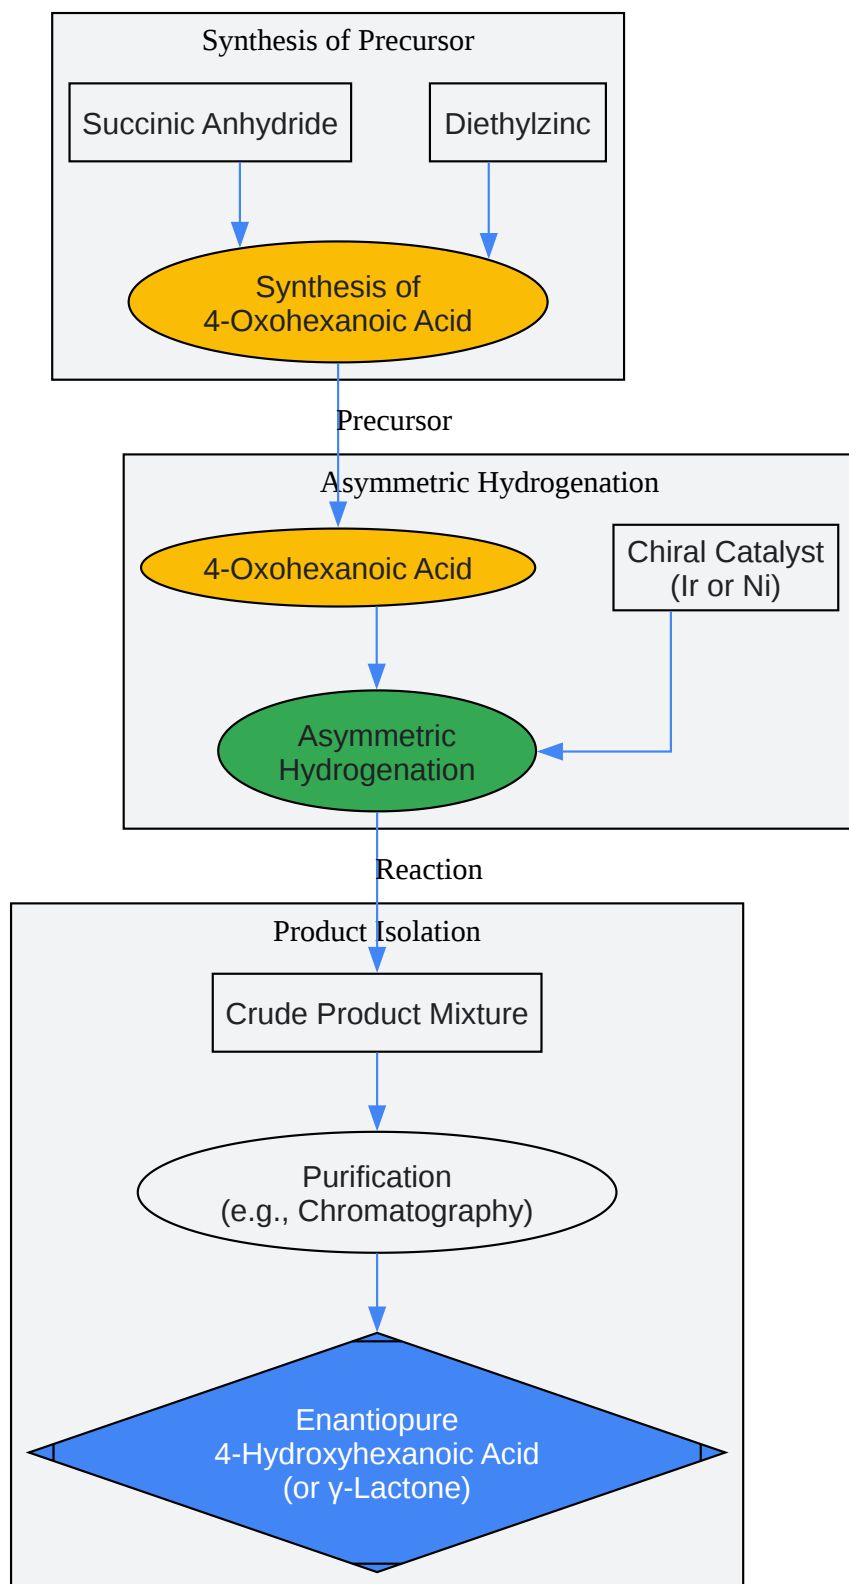 Synthesis of Precursor
Succinic Anhydride
Diethylzinc
Synthesis of
4-Oxohexanoic Acid
Precursor
Asymmetric Hydrogenation
4-Oxohexanoic Acid
Chiral Catalyst
(Ir or Ni)
Asymmetric
Hydrogenation
Reaction
Product Isolation
Crude Product Mixture
Purification
(e.g., Chromatography)
Enantiopure
4-Hydroxyhexanoic Acid
(or γ-Lactone)